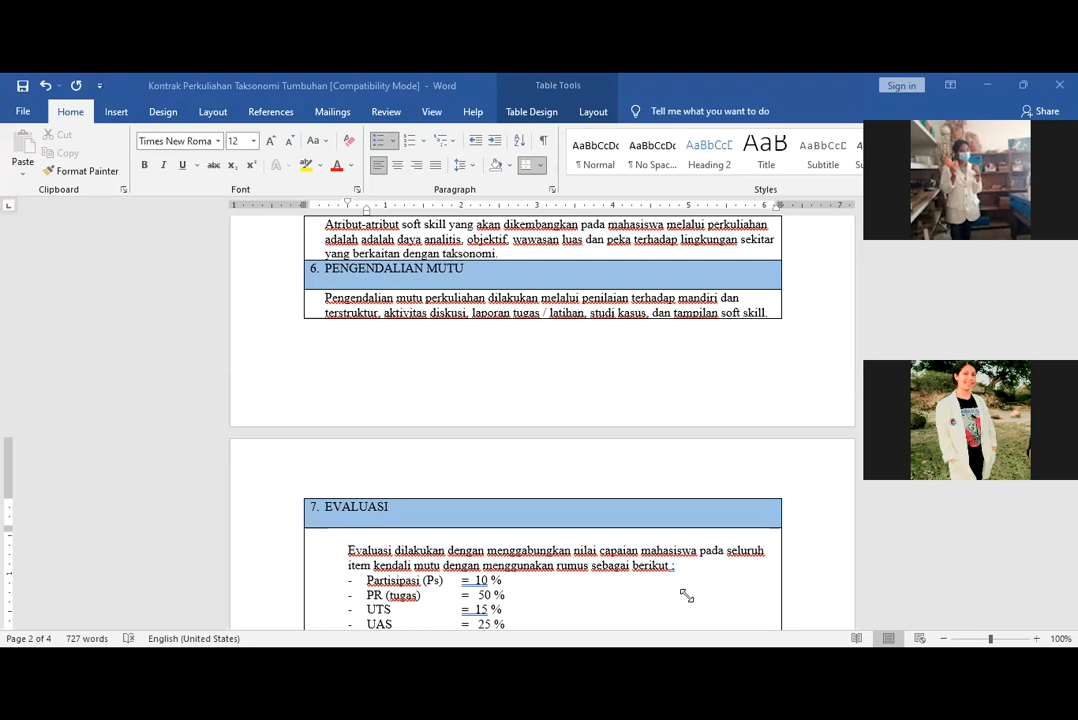 Kontrak Perkuliahan Taksonomi Tumbuhan [Compatibility Mode] - Word
Table Tools
Sign in
File Home Insert Design Layout References Mailings Review View Help Table Design Layout Tell me what you want to do Share
Cut
Copy
Paste
Format Painter
Times New Roma 12
AaBbCcDc AaBbCcDc AaBbCcD AaB AaBbCcD
¶ Normal ¶ No Spac... Heading 2 Title Subtitle
Clipboard Font Paragraph Styles
Atribut-atribut soft skill yang akan dikembangkan pada mahasiswa melalui perkuliahan
adalah adalah daya analitis, objektif, wawasan luas dan peka terhadap lingkungan sekitar
yang berkaitan dengan taksonomi.
6. PENGENDALIAN MUTU
Pengendalian mutu perkuliahan dilakukan melalui penilaian terhadap mandiri dan
terstruktur, aktivitas diskusi, laporan tugas / latihan, studi kasus, dan tampilan soft skill.
7. EVALUASI
Evaluasi dilakukan dengan menggabungkan nilai capaian mahasiswa pada seluruh
item kendali mutu dengan menggunakan rumus sebagai berikut :
- Partisipasi (Ps) = 10 %
- PR (tugas) = 50 %
- UTS = 15 %
- UAS = 25 %
Page 2 of 4 727 words English (United States) 100%